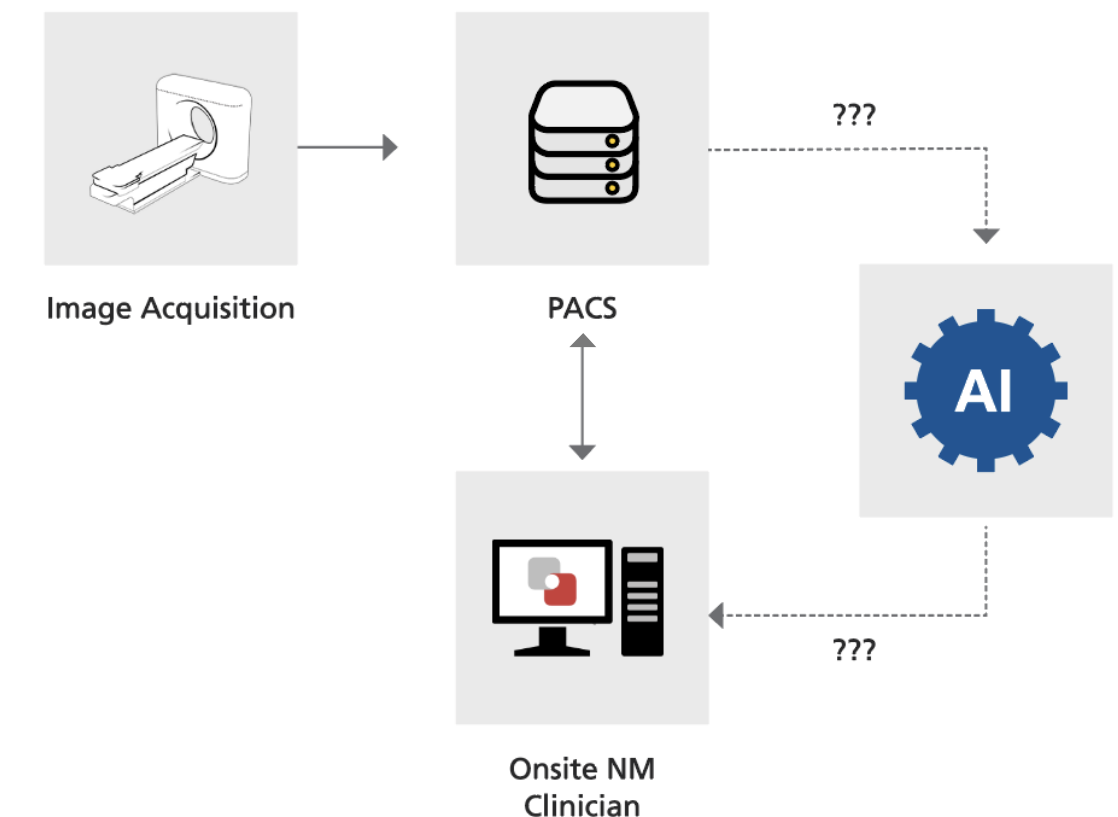 ???
Image Acquisition
PACS
AI
???
Onsite NM
Clinician